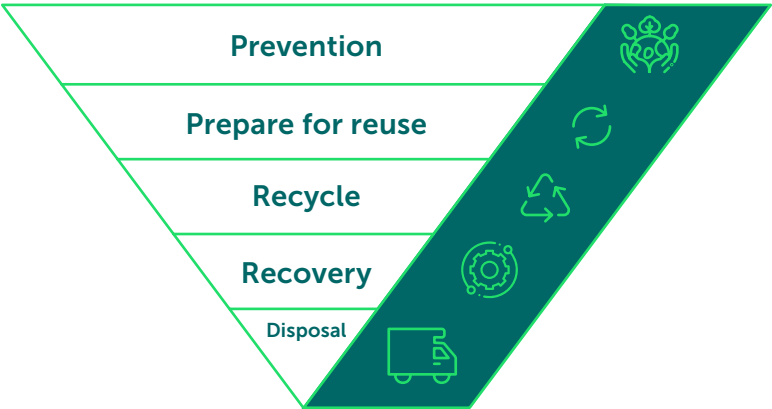 Prevention
Prepare for reuse
Recycle
Recovery
Disposal